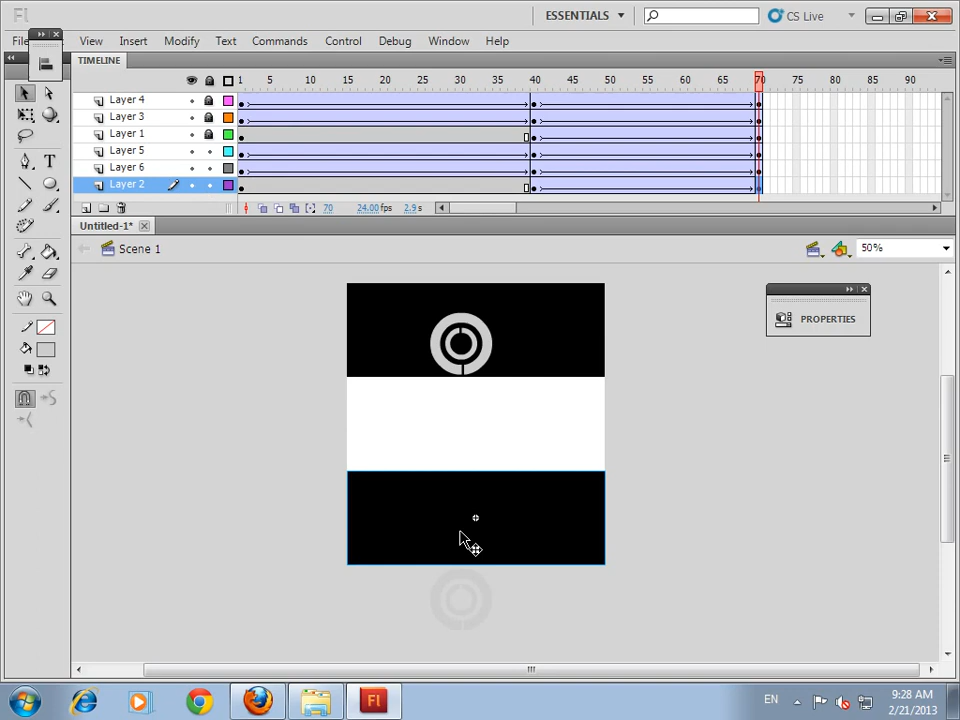 Fl
ESSENTIALS
CS Live
File View Insert Modify Text Commands Control Debug Window Help
TIMELINE
1 5 10 15 20 25 30 35 40 45 50 55 60 65 70 75 80 85 90
Layer 4
Layer 3
Layer 1
Layer 5
Layer 6
Layer 2
70 24.00fps 2.9 s
Untitled-1*
Scene 1
50%
PROPERTIES
T
Fl
EN
9:28 AM
2/21/2013